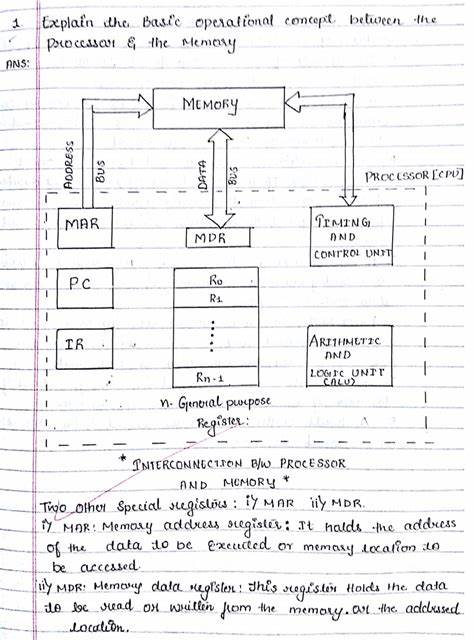 1 Explain the Basic operational concept between the
Processor & the Memory
ANS:
MEMORY
ADDRESS
BUS
DATA
BUS
PROCESSOR [CPU]
MAR
MDR
TIMING
AND
CONTROL UNIT
PC
R0
R1
IR
ARITHMETIC
AND
LOGIC UNIT
(ALU)
Rn-1
n- General purpose
Register:
* INTERCONNECTION B/W PROCESSOR
AND MEMORY *
Two other Special registers: i) MAR ii) MDR.
i) MAR: Memory address register: It holds the address
of the data to be Executed or memory location to
be accessed.
ii) MDR: Memory data register: This register Holds the data
to be read or written from the memory. or the addressed
location.